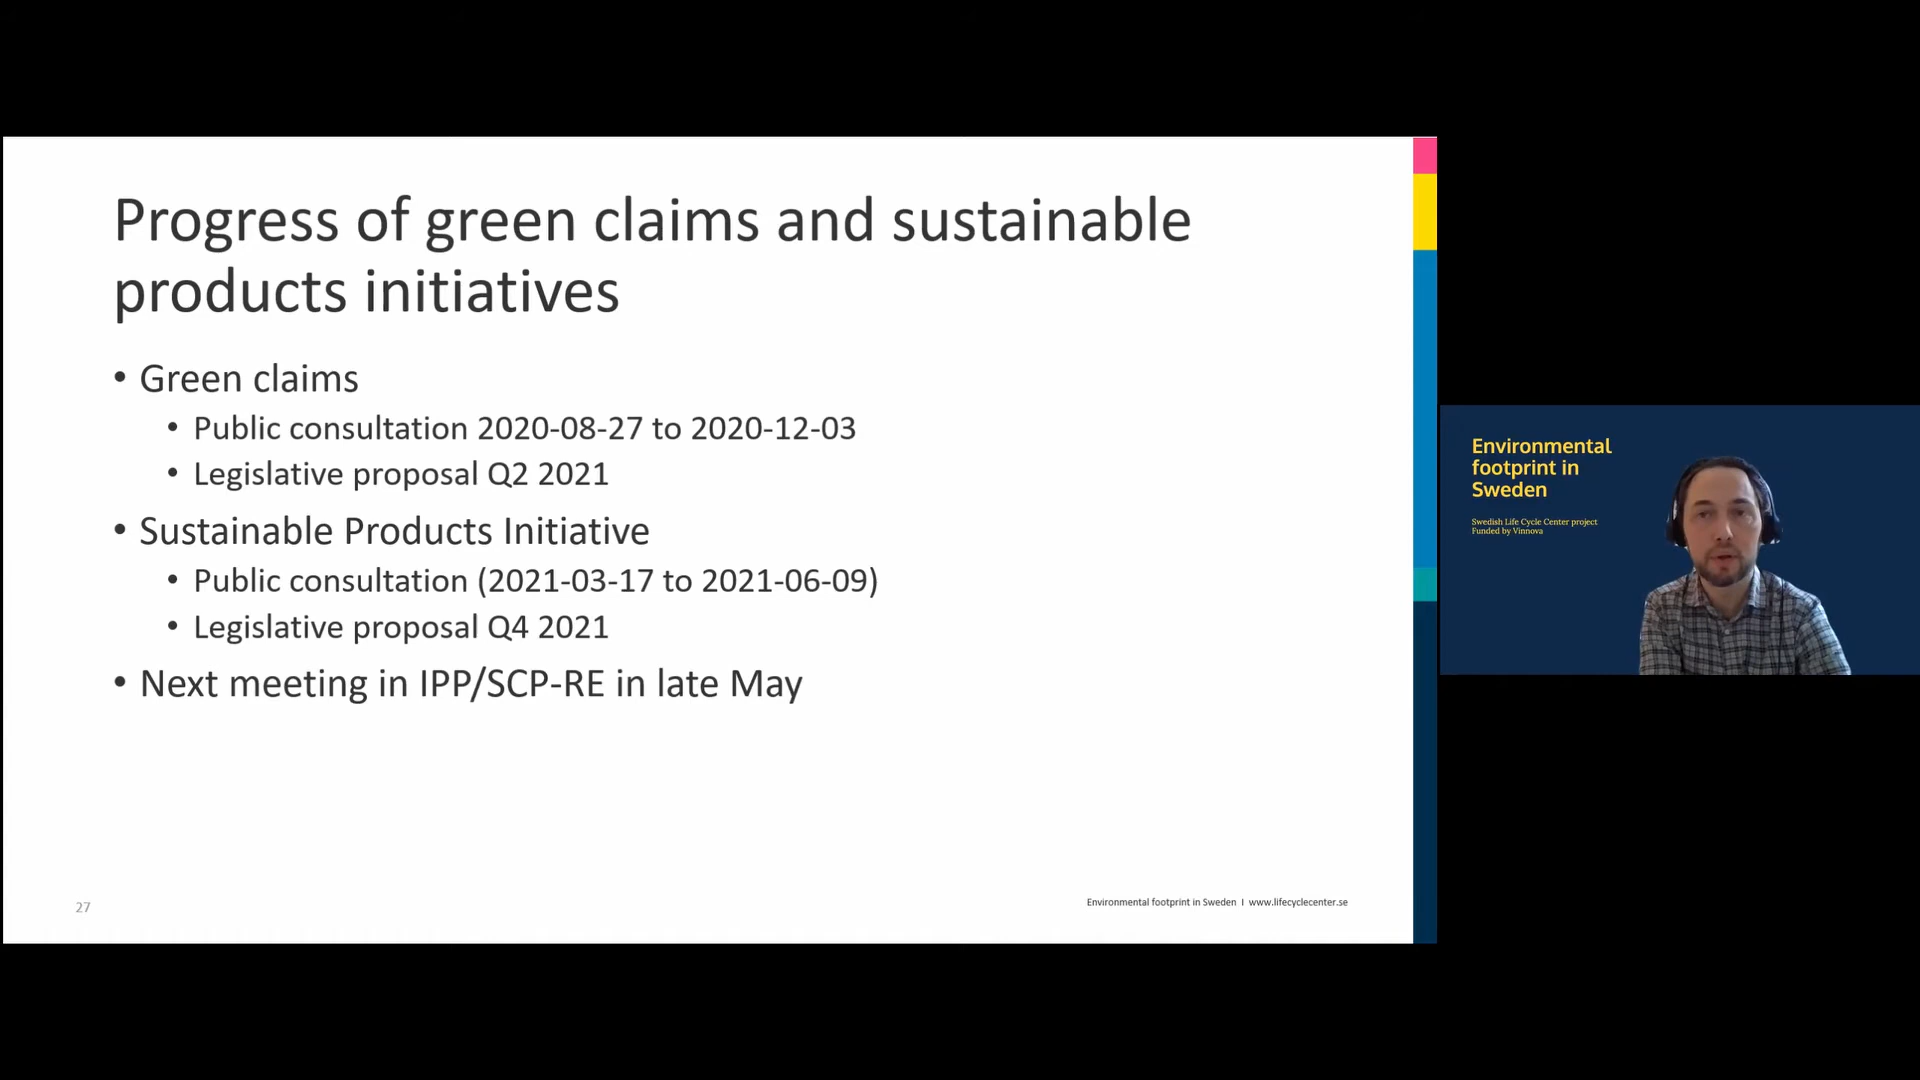 Progress of green claims and sustainable
products initiatives
• Green claims
• Public consultation 2020-08-27 to 2020-12-03
• Legislative proposal Q2 2021
• Sustainable Products Initiative
• Public consultation (2021-03-17 to 2021-06-09)
• Legislative proposal Q4 2021
• Next meeting in IPP/SCP-RE in late May
27
Environmental footprint in Sweden I www.lifecyclecenter.se
Environmental
footprint in
Sweden
Swedish Life Cycle Center project
Funded by Vinnova